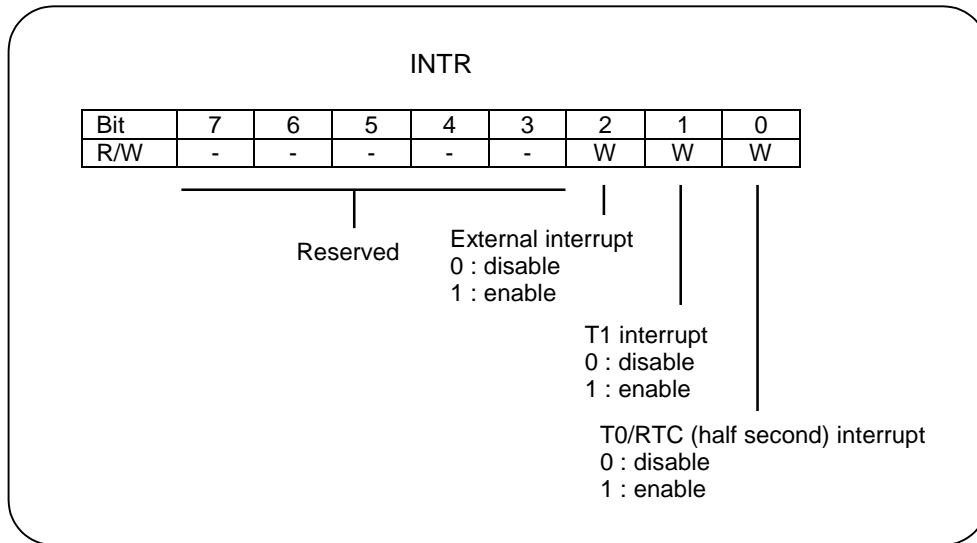 INTR
Bit 7 6 5 4 3 2 1 0
R/W - - - - - W W W
Reserved
External interrupt
0 : disable
1 : enable
T1 interrupt
0 : disable
1 : enable
T0/RTC (half second) interrupt
0 : disable
1 : enable